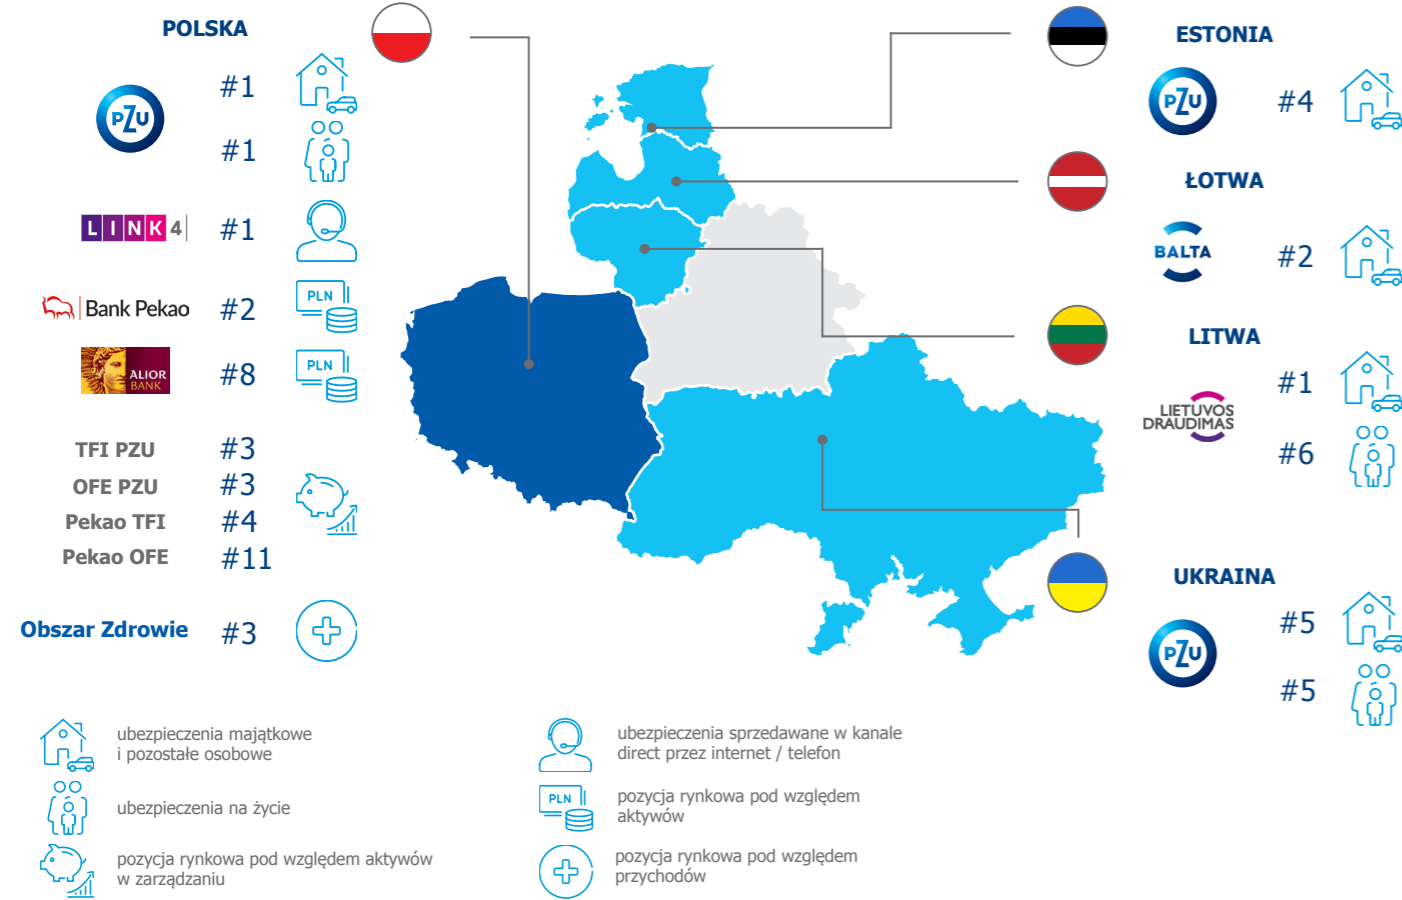 POLSKA
PZU
#1
#1
LINK4
#1
Bank Pekao
#2
PLN
ALIOR
BANK
#8
PLN
TFI PZU
#3
OFE PZU
#3
Pekao TFI
#4
Pekao OFE
#11
Obszar Zdrowie
#3
ESTONIA
PZU
#4
ŁOTWA
BALTA
#2
LITWA
#1
LIETUVOS
DRAUDIMAS
#6
UKRAINA
#5
PZU
#5
ubezpieczenia majątkowe
i pozostałe osobowe
ubezpieczenia na życie
pozycja rynkowa pod względem aktywów
w zarządzaniu
ubezpieczenia sprzedawane w kanale
direct przez internet / telefon
PLN
pozycja rynkowa pod względem
aktywów
pozycja rynkowa pod względem
przychodów